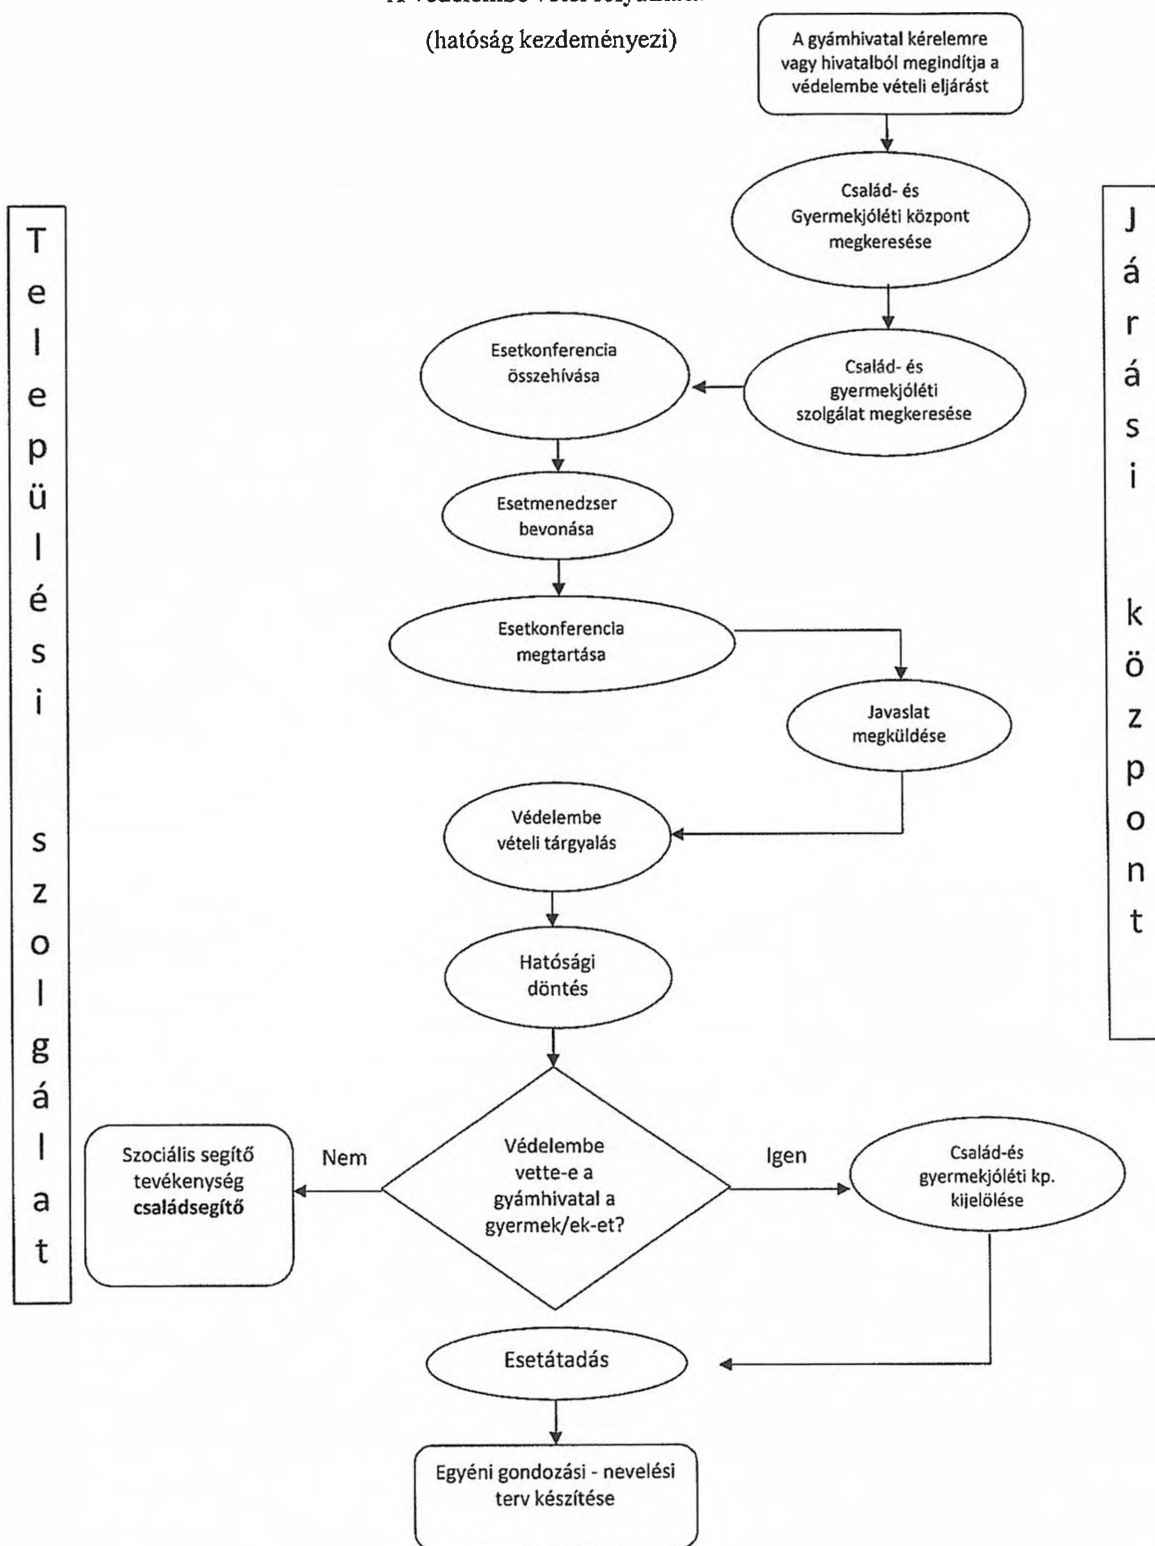 (hatóság kezdeményezi)
A gyámhivatal kérelemre
vagy hivatalból megindítja a
védelembe vételi eljárást
Család- és
Gyermekjóléti központ
megkeresése
Család- és
gyermekjóléti
szolgálat megkeresése
Esetkonferencia
összehívása
Esetmenedzser
bevonása
Esetkonferencia
megtartása
Javaslat
megküldése
Védelembe
vételi tárgyalás
Hatósági
döntés
Védelembe
vette-e a
gyámhivatal a
gyermek/ek-et?
Nem
Igen
Szociális segítő
tevékenység
családsegítő
Család-és
gyermekjóléti kp.
kijelölése
Esetátadás
Egyéni gondozási - nevelési
terv készítése
Települési szolgálat
Járási központ